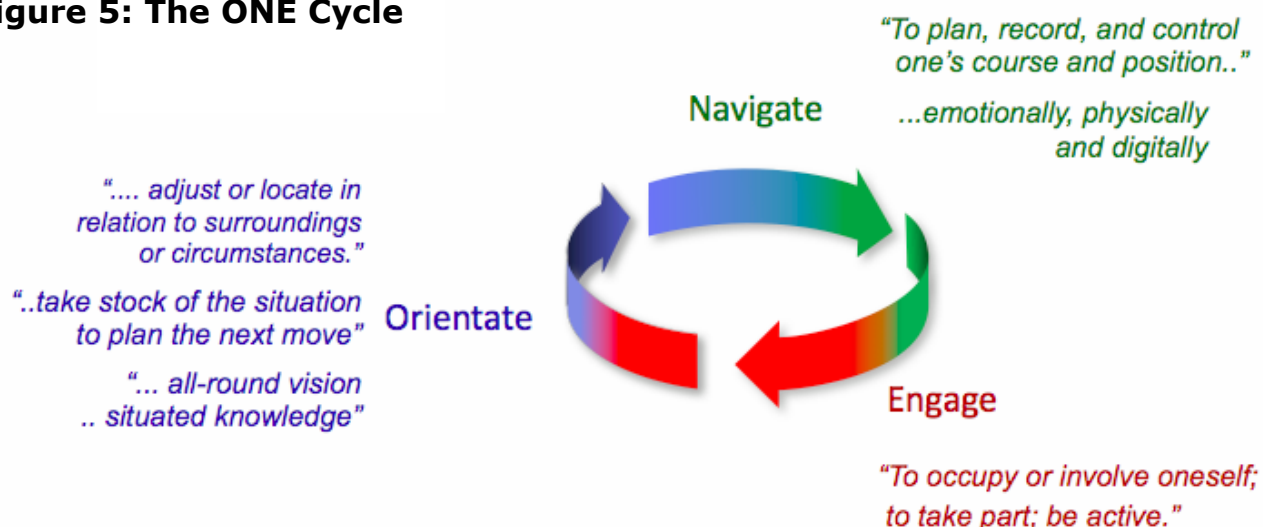 igure 5: The ONE Cycle
“To plan, record, and control
one’s course and position..”
Navigate
...emotionally, physically
and digitally
“.... adjust or locate in
relation to surroundings
or circumstances.”
“..take stock of the situation
to plan the next move”
Orientate
“... all-round vision
.. situated knowledge”
Engage
“To occupy or involve oneself;
to take part; be active.”